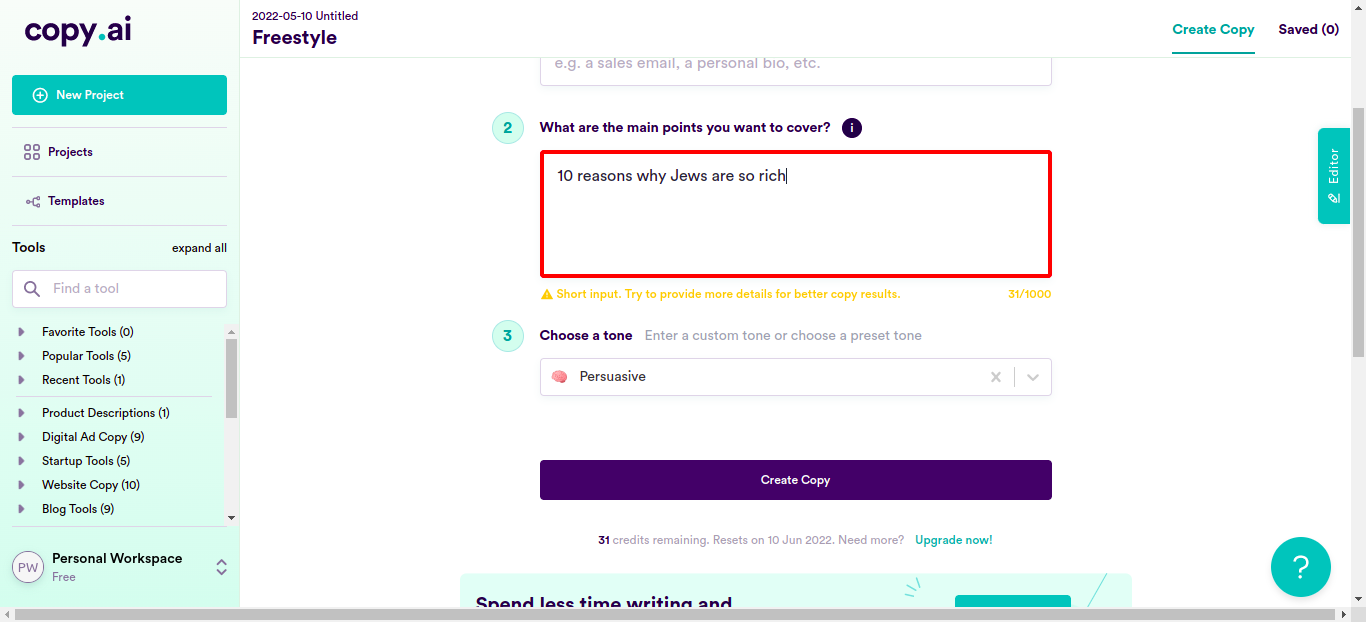 copy.ai
2022-05-10 Untitled
Freestyle
Create Copy
Saved (0)
New Project
Projects
Templates
Tools
expand all
Find a tool
Favorite Tools (0)
Popular Tools (5)
Recent Tools (1)
Product Descriptions (1)
Digital Ad Copy (9)
Startup Tools (5)
Website Copy (10)
Blog Tools (9)
PW
Personal Workspace
Free
e.g. a sales email, a personal bio, etc.
2 What are the main points you want to cover? i
10 reasons why Jews are so rich
Short input. Try to provide more details for better copy results. 31/1000
3 Choose a tone Enter a custom tone or choose a preset tone
Persuasive
Create Copy
31 credits remaining. Resets on 10 Jun 2022. Need more? Upgrade now!
Spend less time writing and
Editor
?